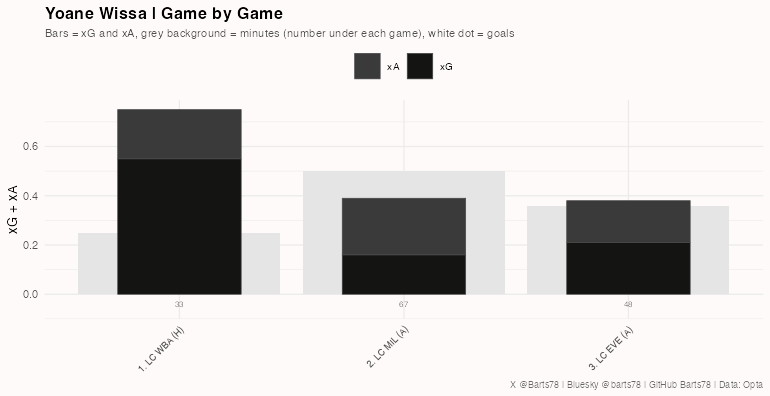 Yoane Wissa | Game by Game
Bars = xG and xA, grey background = minutes (number under each game), white dot = goals
xA xG
xG + xA
0.6
0.4
0.2
0.0
33 67 48
1. LC WBA (H) 2. LC MIL (A) 3. LC EVE (A)
X @Barts78 | Bluesky @barts78 | GitHub Barts78 | Data: Opta